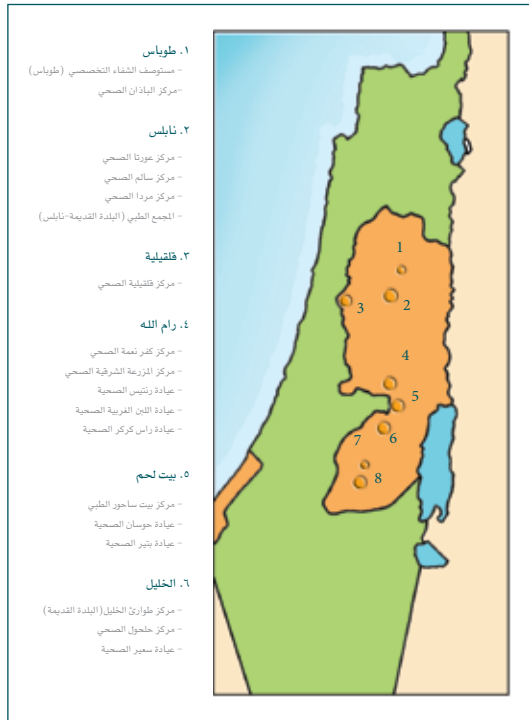 ١. طوباس
- مستوصف الشفاء التخصصي (طوباس)
-مركز الباذان الصحي
٢. نابلس
- مركز عورتا الصحي
- مركز سالم الصحي
- مركز مردا الصحي
- المجمع الطبي (البلدة القديمة-نابلس)
٣. قلقيلية
- مركز قلقيلية الصحي
٤. رام الله
- مركز كفر نعمة الصحي
- مركز المزرعة الشرقية الصحي
- عيادة رنتيس الصحية
- عيادة اللبن الغربية الصحية
- عيادة راس كركر الصحية
٥. بيت لحم
- مركز بيت ساحور الطبي
- عيادة حوسان الصحية
- عيادة بتير الصحية
٦. الخليل
- مركز طوارئ الخليل(البلدة القديمة)
- مركز حلحول الصحي
- عيادة سعير الصحية
1
2
3
4
5
6
7
8